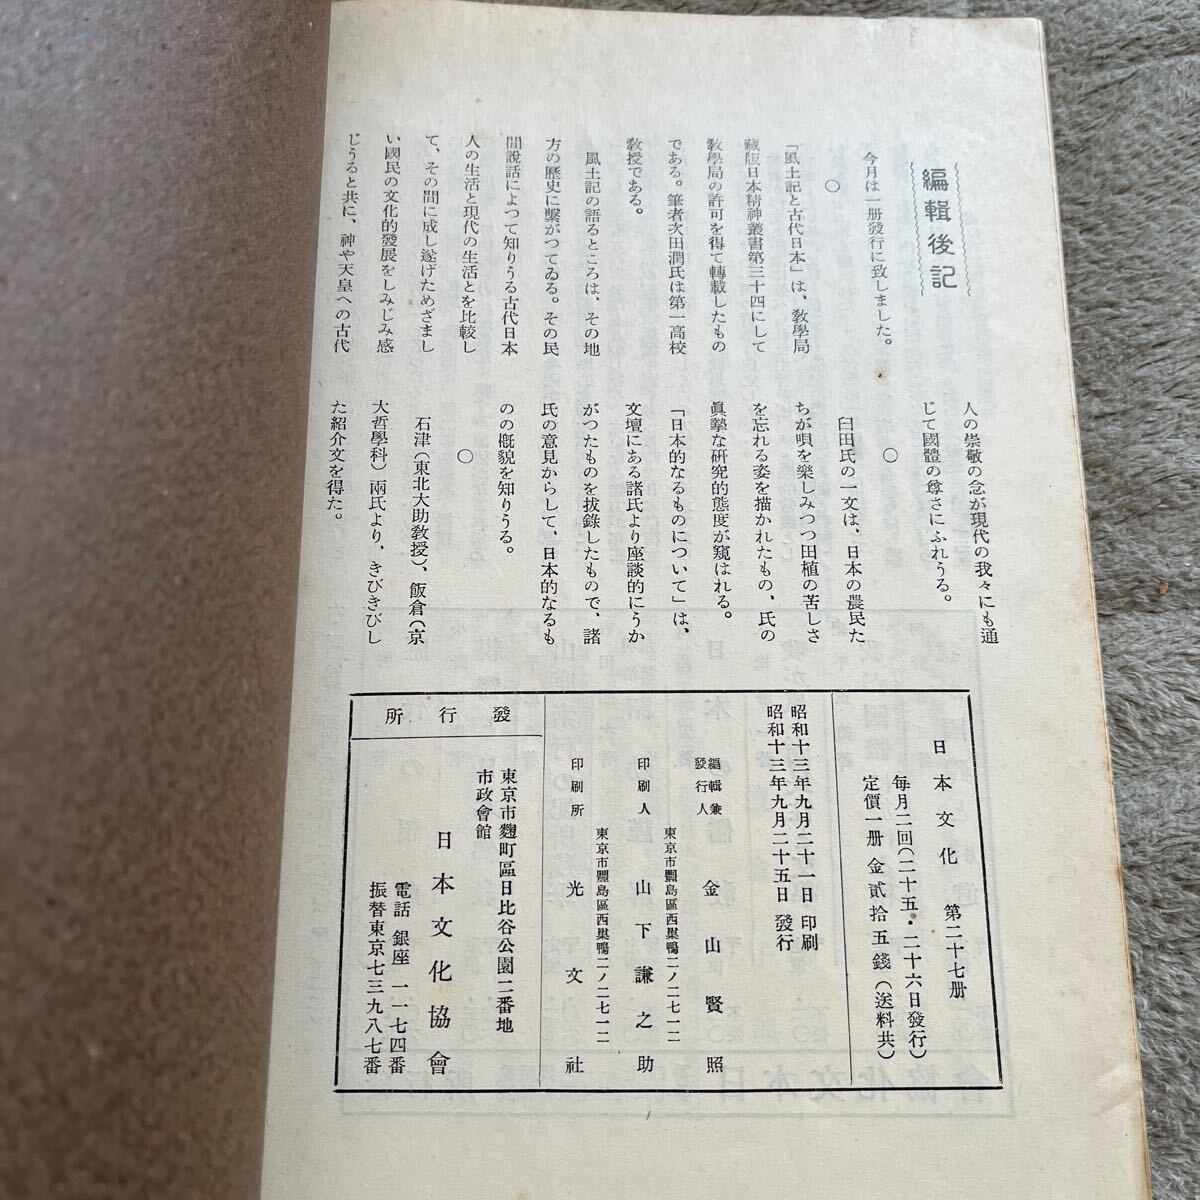 編輯後記
今月は一册發行に致しました。
○
「風土記と古代日本」は、教學局
藏版日本精神叢書第三十四にして
教學局の許可を得て轉載したもの
である。筆者次田潤氏は第一高校
教授である。
風土記の語るところは、その地
方の歷史に繫がつてゐる。その民
間說話によつて知りうる古代日本
人の生活と現代の生活とを比較し
て、その間に成し遂げためざまし
い國民の文化的發展をしみじみ感
じうると共に、神や天皇への古代
人の崇敬の念が現代の我々にも通
じて國體の尊さにふれうる。
○
臼田氏の一文は、日本の農民た
ちが唄を樂しみつつ田植の苦しさ
を忘れる姿を描かれたもの、氏の
眞摯な研究的態度が窺はれる。
「日本的なるものについて」は、
文壇にある諸氏より座談的にうか
がつたものを拔錄したもので、諸
氏の意見からして、日本的なるも
のの槪貌を知りうる。
○
石津(東北大助教授)、飯倉(京
大哲學科)兩氏より、きびきびし
た紹介文を得た。
日本文化 第二十七册
每月二回(二十五・二十六日發行)
定價一册 金貳拾五錢(送料共)
昭和十三年九月二十一日 印刷
昭和十三年九月二十五日 發行
編輯兼
發行人 金山賢照
東京市豐島區西巢鴨二ノ二七一二
印刷人 山下謙之助
東京市豐島區西巢鴨二ノ二七一二
印刷所 光文社
發行所
東京市麴町區日比谷公園二番地
市政會館
日本文化協會
電話 銀座 一一七四番
振替東京七三九八七番